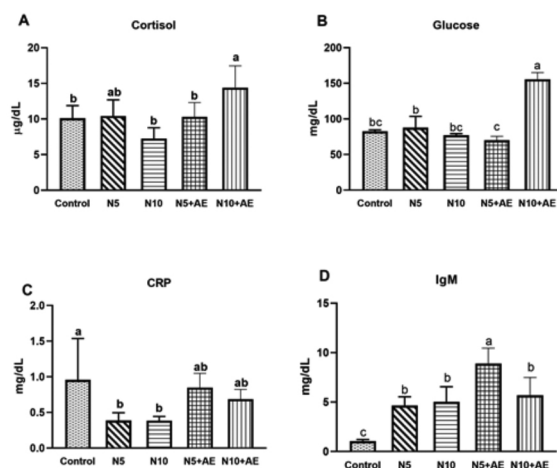 A
Cortisol
μg/dL
20
15
10
5
0
b
ab
b
b
a
Control N5 N10 N5+AE N10+AE
B
Glucose
mg/dL
200
150
100
50
0
bc
b
bc
c
a
Control N5 N10 N5+AE N10+AE
C
CRP
mg/dL
2.0
1.5
1.0
0.5
0.0
a
b
b
ab
ab
Control N5 N10 N5+AE N10+AE
D
IgM
mg/dL
15
10
5
0
c
b
b
a
b
Control N5 N10 N5+AE N10+AE